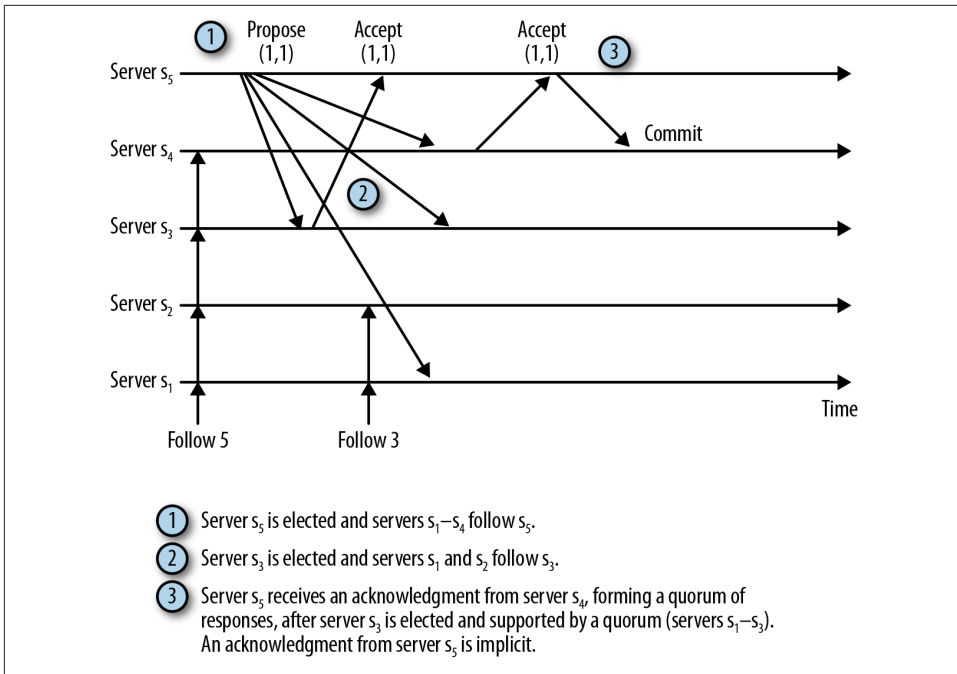 1 Propose Accept Accept 3
(1,1) (1,1) (1,1)
Server s₅
Server s₄
Commit
2
Server s₃
Server s₂
Server s₁
Time
Follow 5 Follow 3
1 Server s₅ is elected and servers s₁–s₄ follow s₅.
2 Server s₃ is elected and servers s₁ and s₂ follow s₃.
3 Server s₅ receives an acknowledgment from server s₄, forming a quorum of
responses, after server s₃ is elected and supported by a quorum (servers s₁–s₃).
An acknowledgment from server s₅ is implicit.